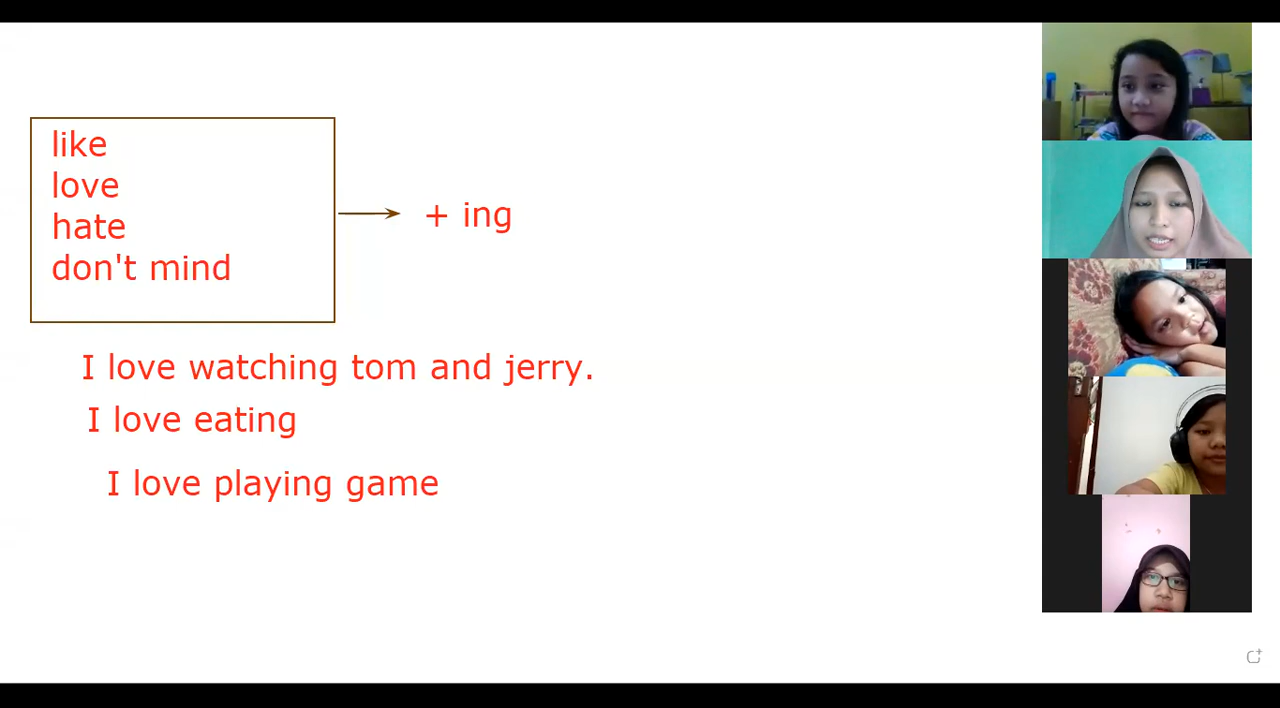 like
love
hate
don't mind
+ ing
I love watching tom and jerry.
I love eating
I love playing game